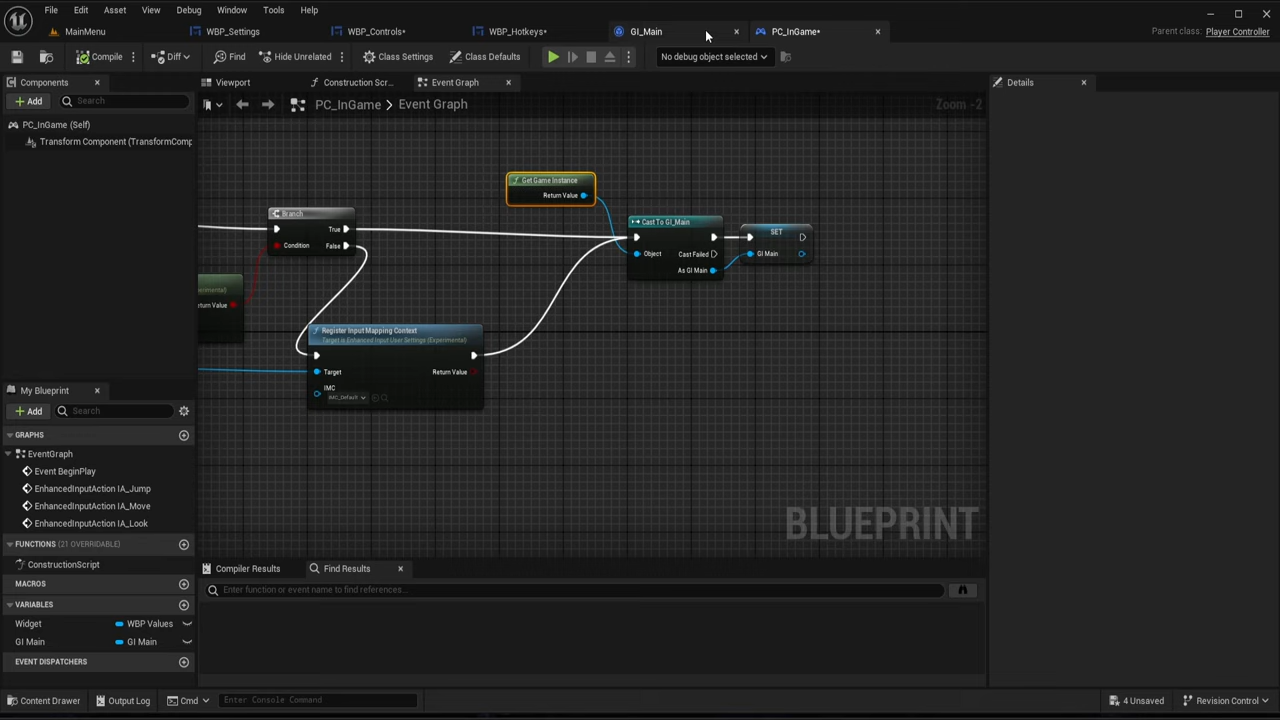 File Edit Asset View Debug Window Tools Help
MainMenu WBP_Settings WBP_Controls* WBP_Hotkeys* GI_Main PC_InGame* Parent class: Player Controller
Compile Diff Find Hide Unrelated Class Settings Class Defaults No debug object selected
Components Viewport Construction Scr... Event Graph Details
Add Search PC_InGame > Event Graph Zoom -2
PC_InGame (Self)
Transform Component (TransformComp
Get Game Instance
Return Value
Branch
True
Condition False
Cast To GI_Main
Object Cast Failed
As GI Main
SET
GI Main
Return Value
Register Input Mapping Context
Target is Enhanced Input User Settings (Experimental)
Target Return Value
IMC
IMC_Default
My Blueprint
Add Search
GRAPHS
EventGraph
Event BeginPlay
EnhancedInputAction IA_Jump
EnhancedInputAction IA_Move
EnhancedInputAction IA_Look
FUNCTIONS (21 OVERRIDABLE)
ConstructionScript
MACROS
VARIABLES
Widget WBP Values
GI Main GI Main
EVENT DISPATCHERS
BLUEPRINT
Compiler Results Find Results
Enter function or event name to find references...
Content Drawer Output Log Cmd Enter Console Command 4 Unsaved Revision Control